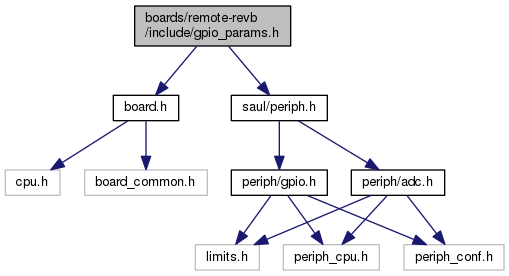 boards/remote-revb
/include/gpio_params.h
board.h
saul/periph.h
cpu.h
board_common.h
periph/gpio.h
periph/adc.h
limits.h
periph_cpu.h
periph_conf.h